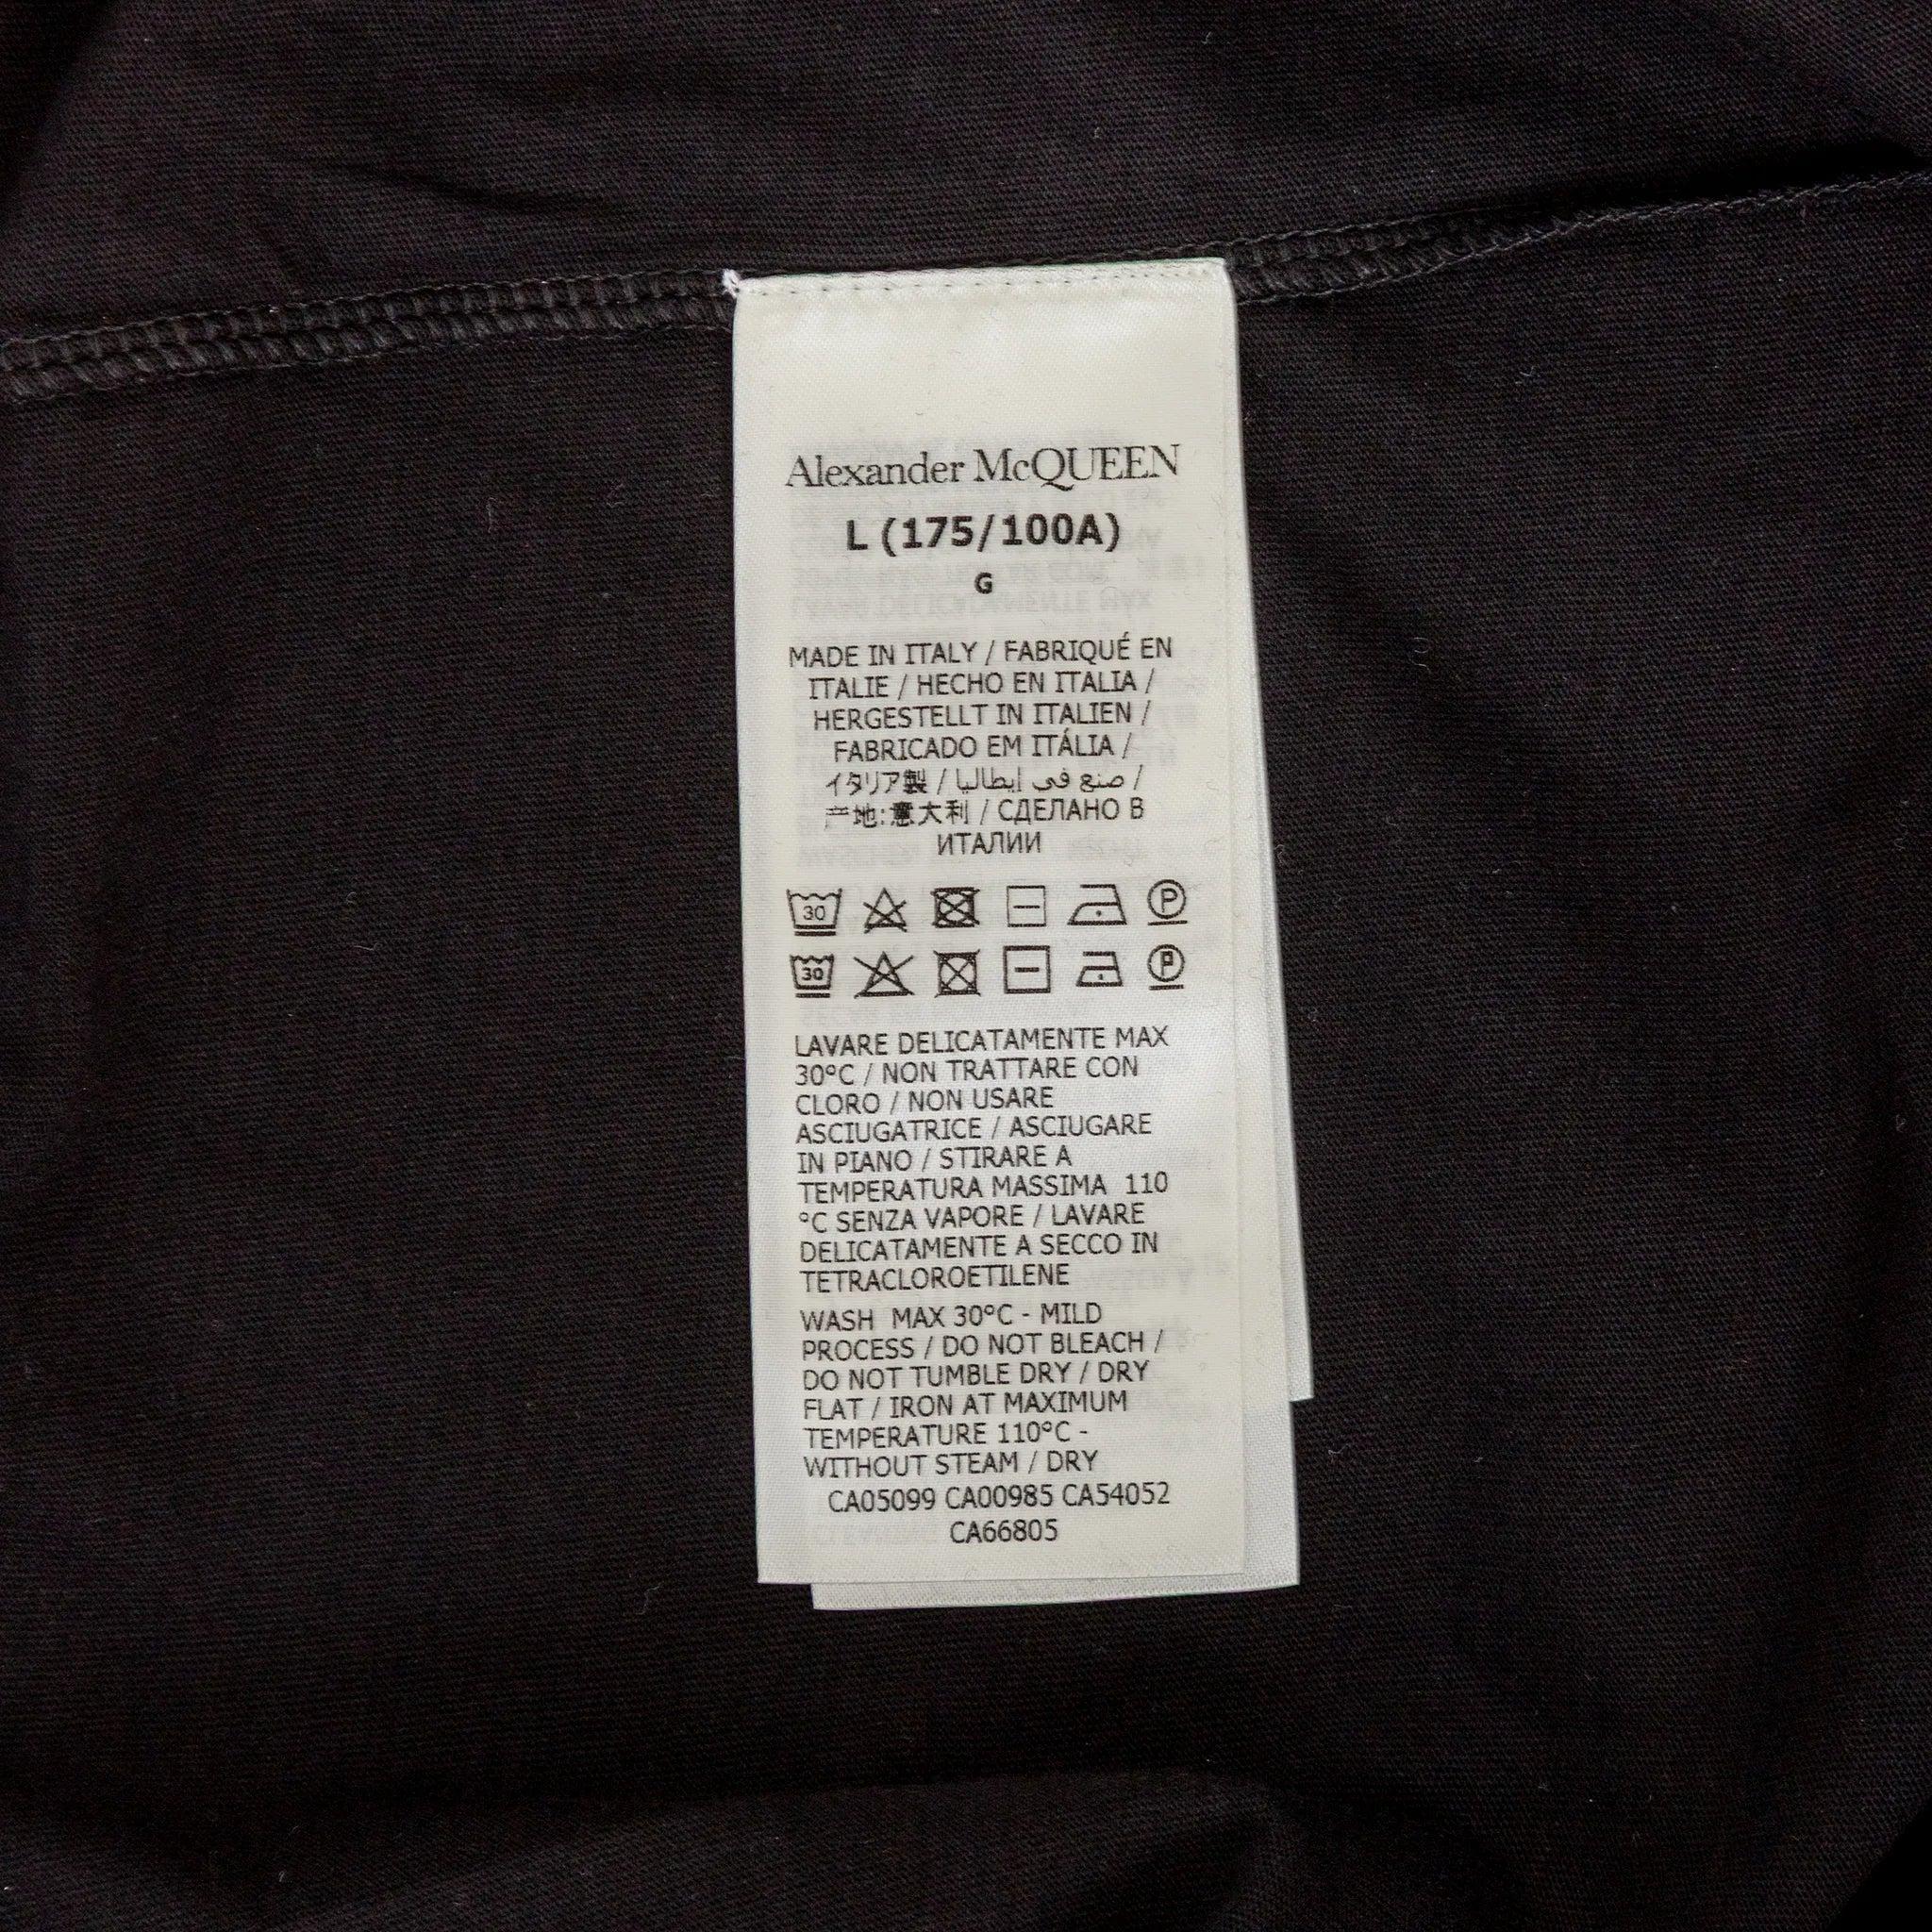 Alexander McQUEEN
L (175/100A)
G
MADE IN ITALY / FABRIQUÉ EN
ITALIE / HECHO EN ITALIA /
HERGESTELLT IN ITALIEN /
FABRICADO EM ITÁLIA /
イタリア製 / صنع في إيطاليا /
产地:意大利 / СДЕЛАНО В
ИТАЛИИ
30 P
30 P
LAVARE DELICATAMENTE MAX
30°C / NON TRATTARE CON
CLORO / NON USARE
ASCIUGATRICE / ASCIUGARE
IN PIANO / STIRARE A
TEMPERATURA MASSIMA 110
°C SENZA VAPORE / LAVARE
DELICATAMENTE A SECCO IN
TETRACLOROETILENE
WASH MAX 30°C - MILD
PROCESS / DO NOT BLEACH /
DO NOT TUMBLE DRY / DRY
FLAT / IRON AT MAXIMUM
TEMPERATURE 110°C -
WITHOUT STEAM / DRY
CA05099 CA00985 CA54052
CA66805